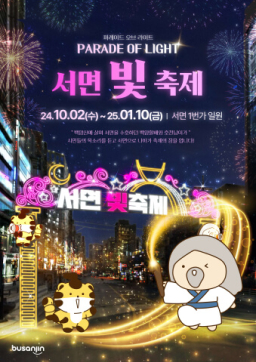 퍼레이드 오브 라이트
PARADE OF LIGHT
서면 빛 축제
24.10.02(수) ~ 25.01.10(금) | 서면 1번가 일원
서면 빛축제
busanjin